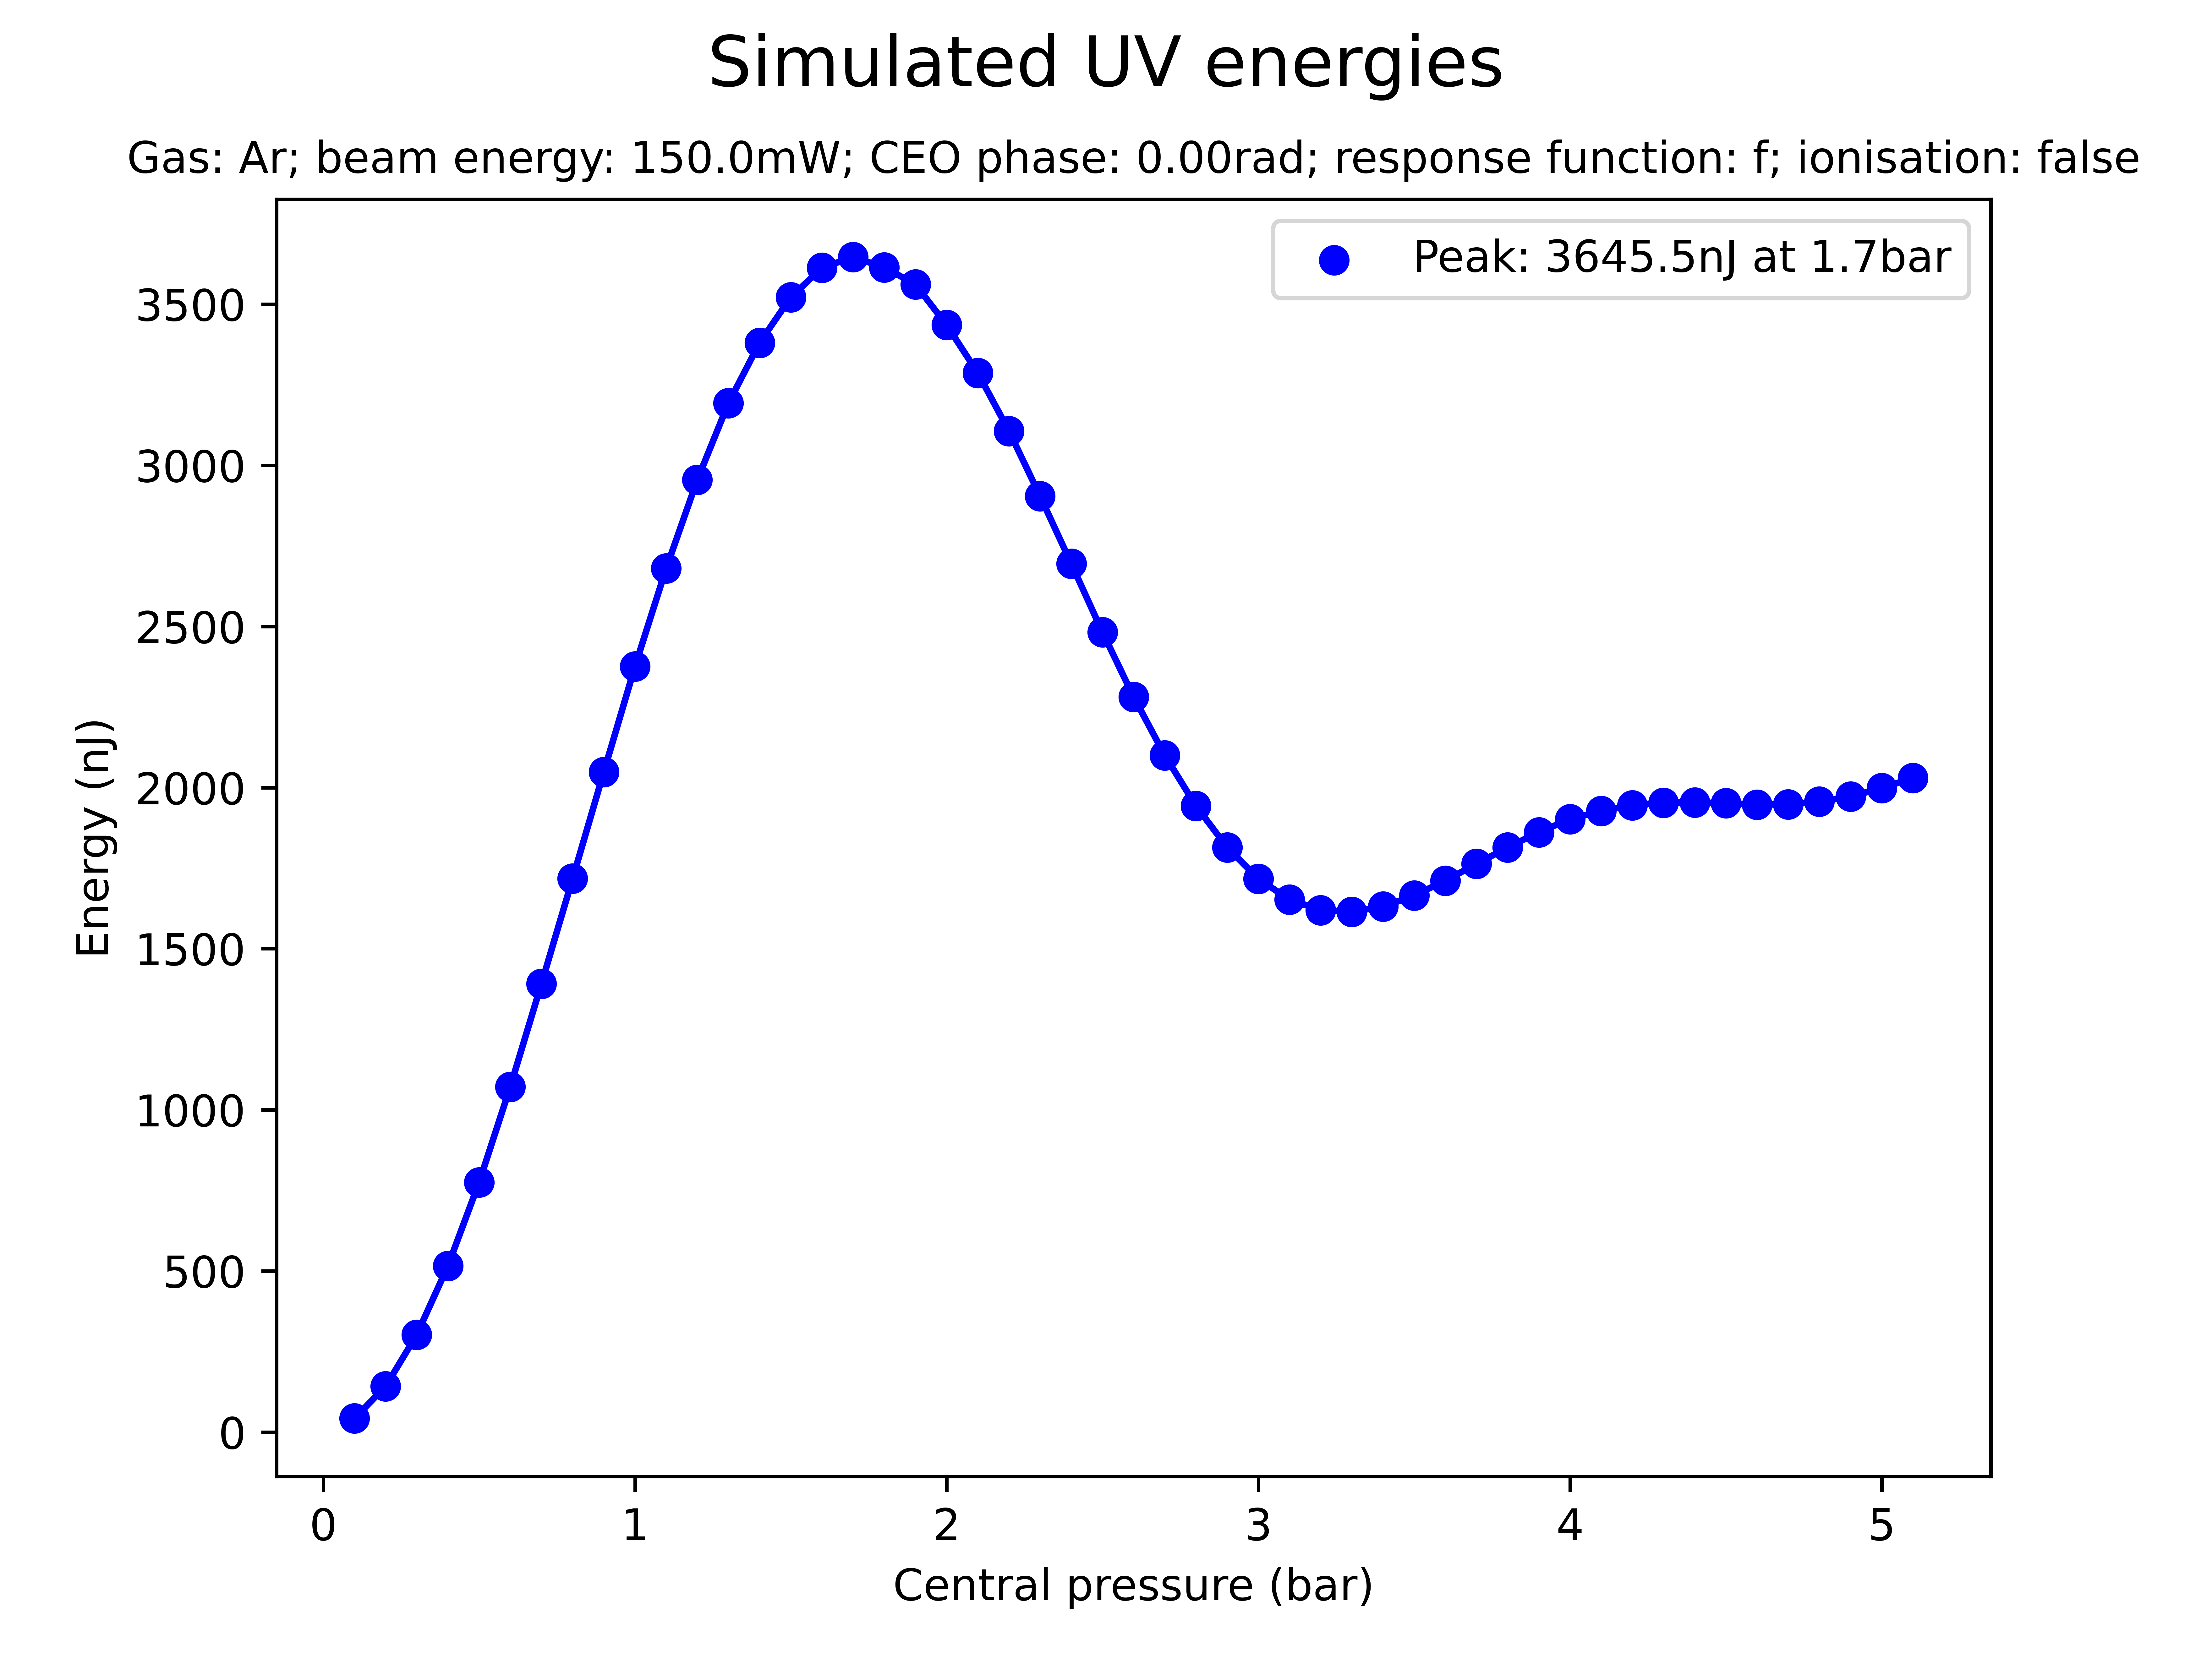 Simulated UV energies
Gas: Ar; beam energy: 150.0mW; CEO phase: 0.00rad; response function: f; ionisation: false
Peak: 3645.5nJ at 1.7bar
3500
3000
2500
2000
1500
1000
500
0
Energy (nJ)
0 1 2 3 4 5
Central pressure (bar)